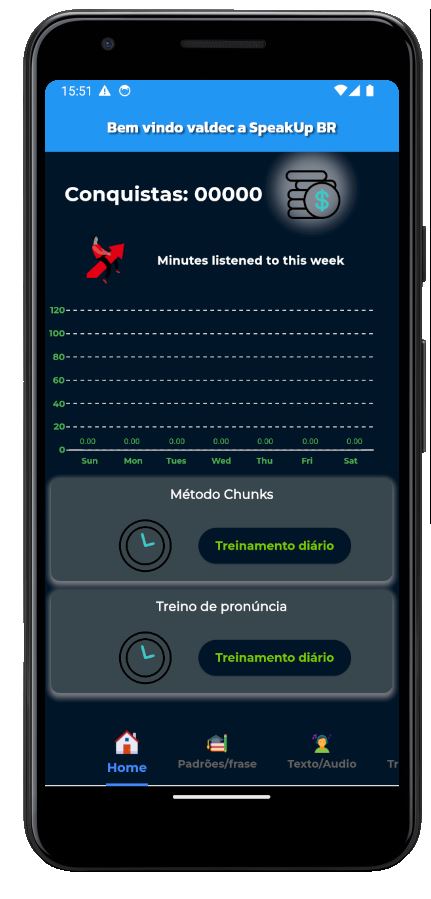 15:51
Bem vindo valdec a SpeakUp BR
Conquistas: 00000
$
Minutes listened to this week
120
100
80
60
40
20
0
0.00 0.00 0.00 0.00 0.00 0.00 0.00
Sun Mon Tues Wed Thu Fri Sat
Método Chunks
Treinamento diário
Treino de pronúncia
Treinamento diário
Home Padrões/frase Texto/Audio Tr